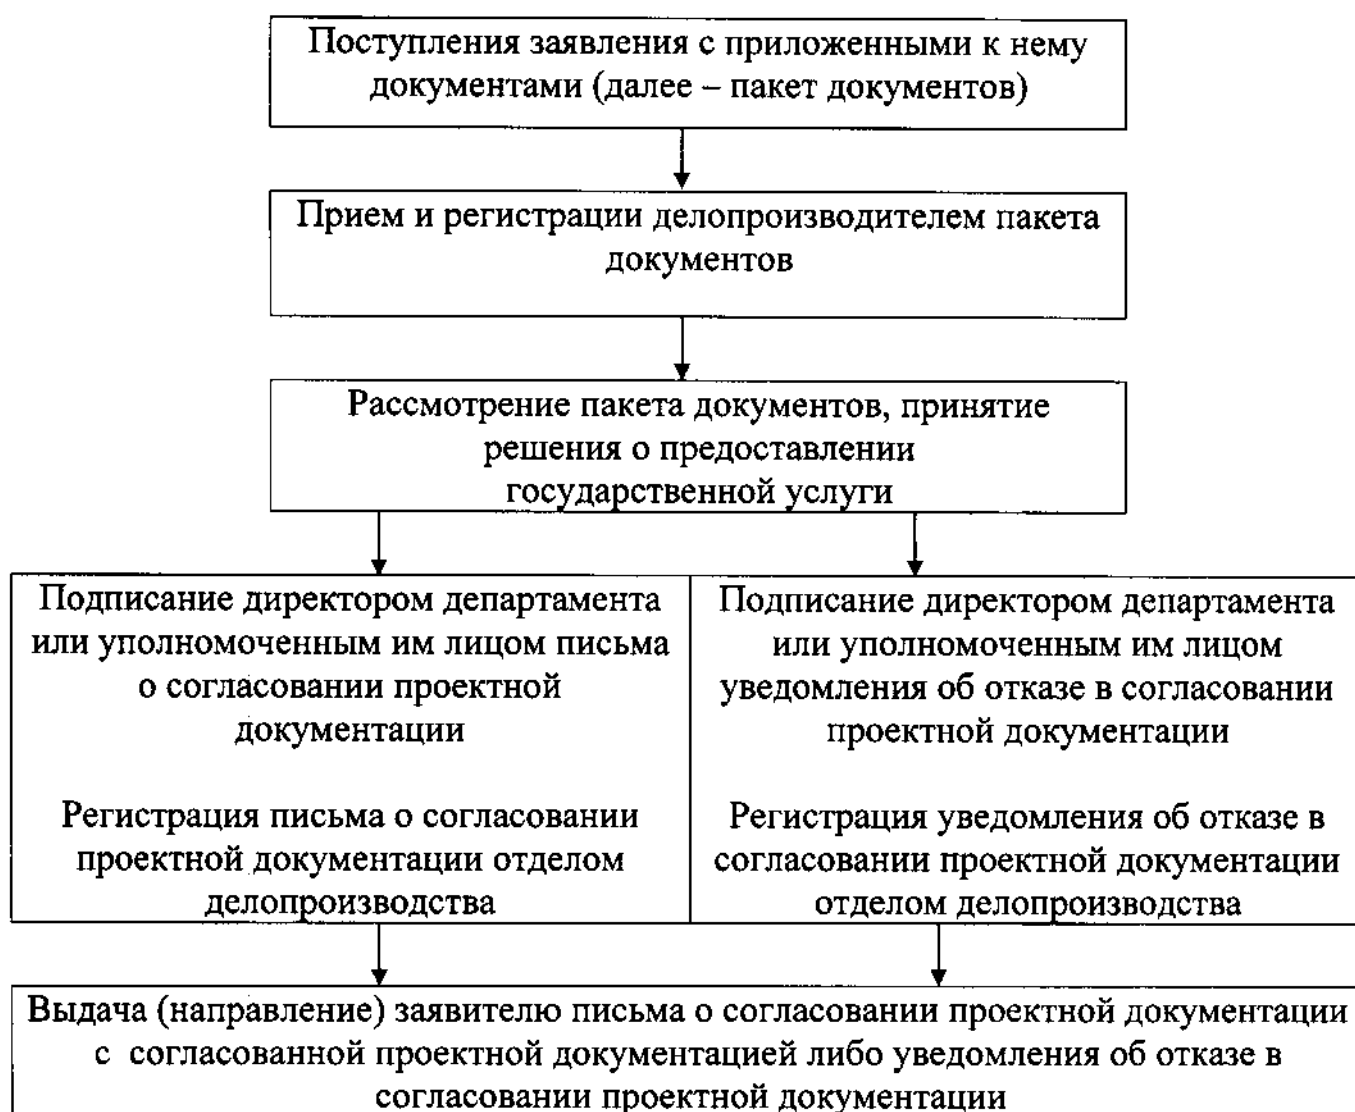 Поступления заявления с приложенными к нему
документами (далее – пакет документов)
Прием и регистрации делопроизводителем пакета
документов
Рассмотрение пакета документов, принятие
решения о предоставлении
государственной услуги
Подписание директором департамента
или уполномоченным им лицом письма
о согласовании проектной
документации
Регистрация письма о согласовании
проектной документации отделом
делопроизводства
Подписание директором департамента
или уполномоченным им лицом
уведомления об отказе в согласовании
проектной документации
Регистрация уведомления об отказе в
согласовании проектной документации
отделом делопроизводства
Выдача (направление) заявителю письма о согласовании проектной документации
с согласованной проектной документацией либо уведомления об отказе в
согласовании проектной документации